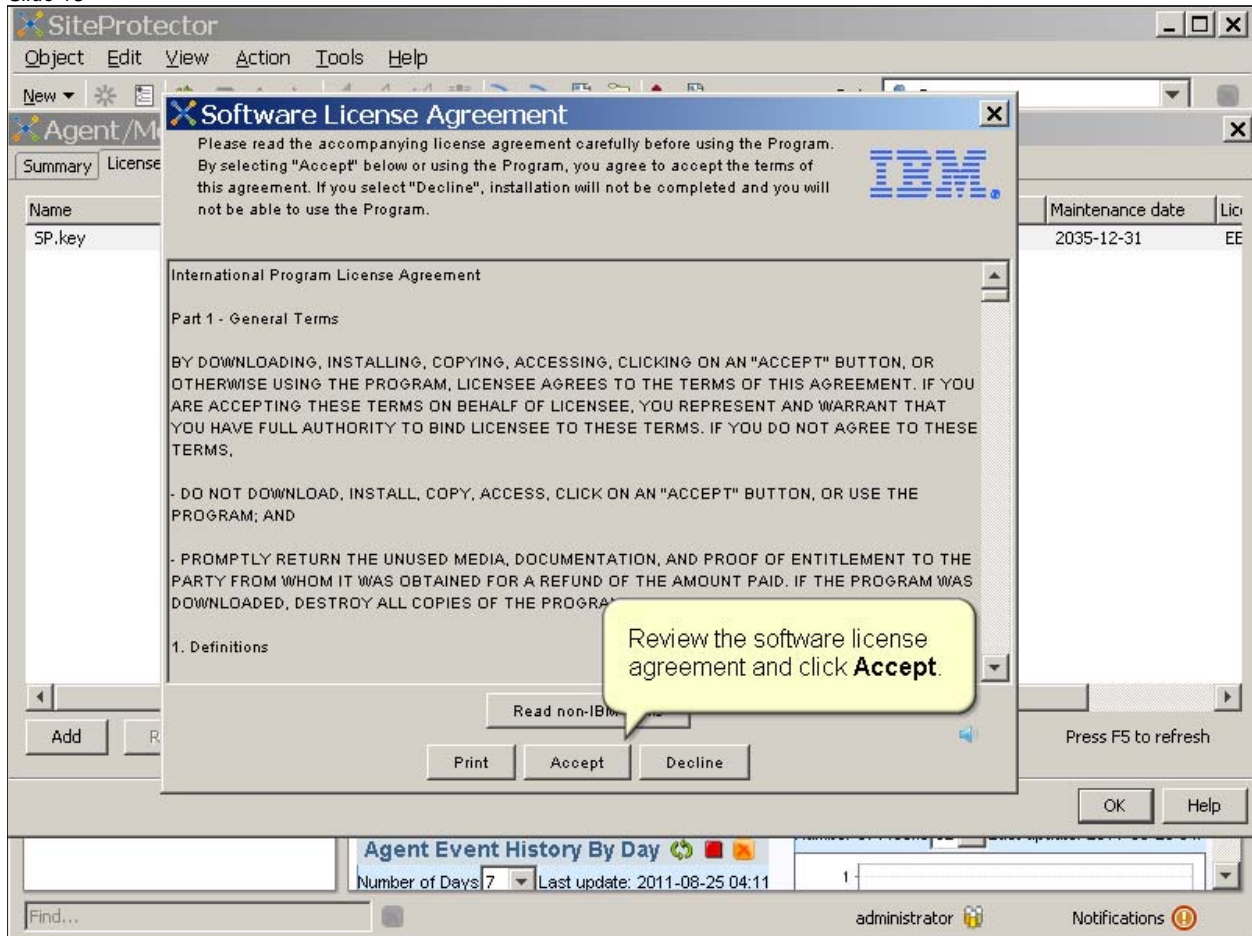 SiteProtector
Object Edit View Action Tools Help
New
Agent/M
Summary License
Software License Agreement
Please read the accompanying license agreement carefully before using the Program.
By selecting "Accept" below or using the Program, you agree to accept the terms of
this agreement. If you select "Decline", installation will not be completed and you will
not be able to use the Program.
IBM
Name Maintenance date
SP.key 2035-12-31 EE
International Program License Agreement
Part 1 - General Terms
BY DOWNLOADING, INSTALLING, COPYING, ACCESSING, CLICKING ON AN "ACCEPT" BUTTON, OR
OTHERWISE USING THE PROGRAM, LICENSEE AGREES TO THE TERMS OF THIS AGREEMENT. IF YOU
ARE ACCEPTING THESE TERMS ON BEHALF OF LICENSEE, YOU REPRESENT AND WARRANT THAT
YOU HAVE FULL AUTHORITY TO BIND LICENSEE TO THESE TERMS. IF YOU DO NOT AGREE TO THESE
TERMS,
- DO NOT DOWNLOAD, INSTALL, COPY, ACCESS, CLICK ON AN "ACCEPT" BUTTON, OR USE THE
PROGRAM; AND
- PROMPTLY RETURN THE UNUSED MEDIA, DOCUMENTATION, AND PROOF OF ENTITLEMENT TO THE
PARTY FROM WHOM IT WAS OBTAINED FOR A REFUND OF THE AMOUNT PAID. IF THE PROGRAM WAS
DOWNLOADED, DESTROY ALL COPIES OF THE PROGRA
1. Definitions
Review the software license
agreement and click Accept.
Read non-IBM
Add R Press F5 to refresh
Print Accept Decline
OK Help
Agent Event History By Day
Number of Days 7 Last update: 2011-08-25 04:11
1
Find... administrator Notifications